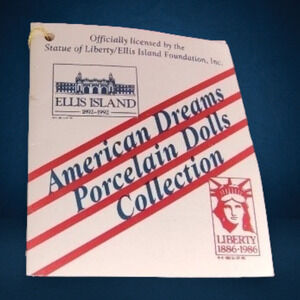 Officially licensed by the
Statue of Liberty/Ellis Island Foundation, Inc.
ELLIS ISLAND
1892-1992
American Dreams
Porcelain Dolls
Collection
LIBERTY
1886·1986